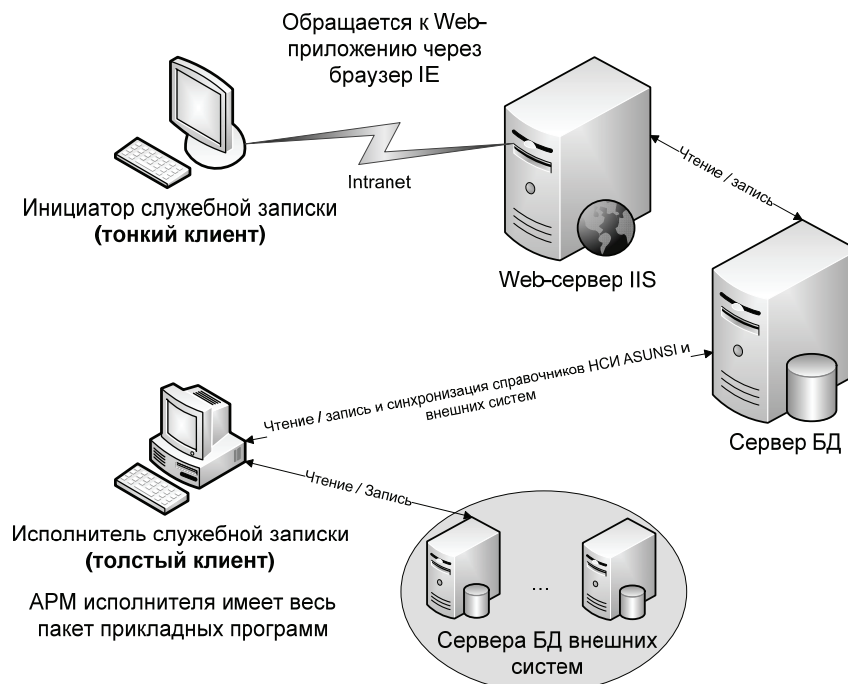 Обращается к Web-
приложению через
браузер IE
Intranet
Чтение / запись
Инициатор служебной записки
(тонкий клиент)
Web-сервер IIS
Чтение / запись и синхронизация справочников НСИ ASUNSI и
внешних систем
Сервер БД
Чтение / Запись
Исполнитель служебной записки
(толстый клиент)
АРМ исполнителя имеет весь
пакет прикладных программ
...
Сервера БД внешних
систем